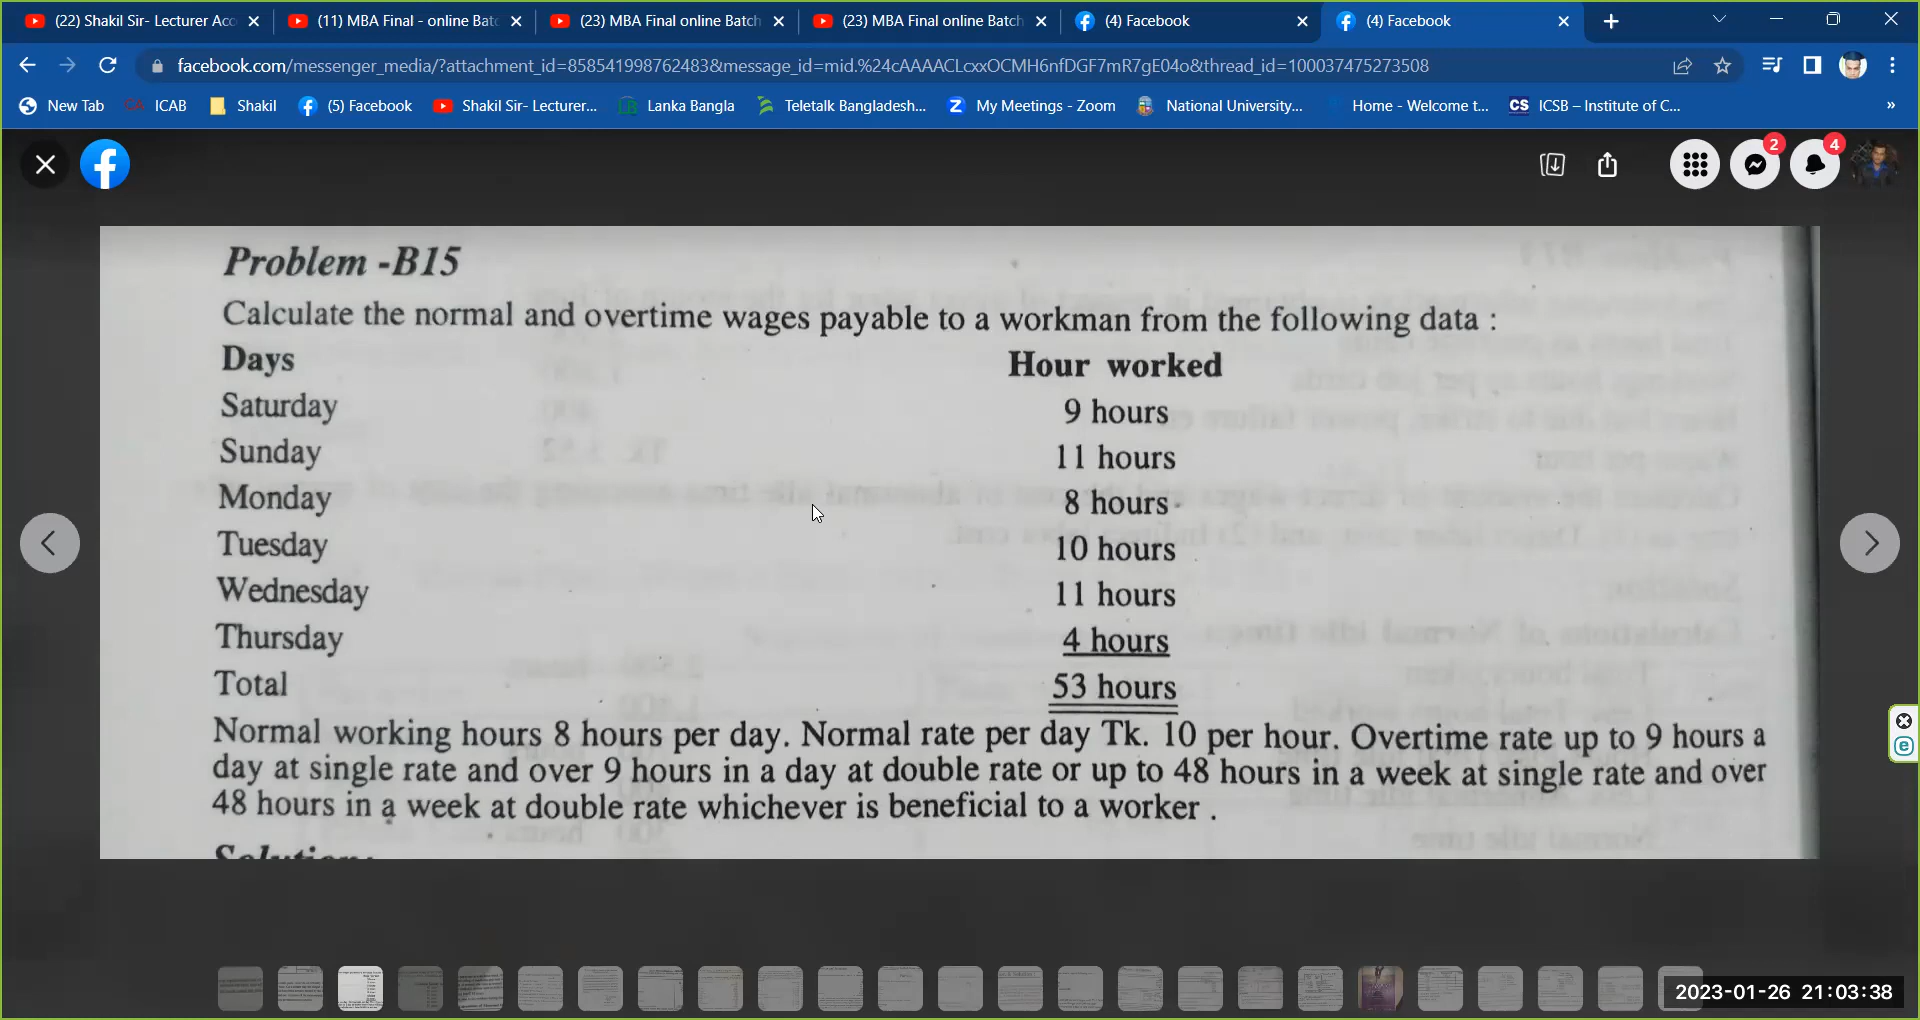 (22) Shakil Sir- Lecturer Acc
(11) MBA Final - online Batc
(23) MBA Final online Batch
(23) MBA Final online Batch
(4) Facebook
(4) Facebook
facebook.com/messenger_media/?attachment_id=858541998762483&message_id=mid.%24cAAAACLcxxOCMH6nfDGF7mR7gE04o&thread_id=100037475273508
New Tab
ICAB
Shakil
(5) Facebook
Shakil Sir- Lecturer...
Lanka Bangla
Teletalk Bangladesh...
My Meetings - Zoom
National University...
Home - Welcome t...
CS ICSB – Institute of C...
2
4
Problem -B15
Calculate the normal and overtime wages payable to a workman from the following data :
Days Hour worked
Saturday 9 hours
Sunday 11 hours
Monday 8 hours
Tuesday 10 hours
Wednesday 11 hours
Thursday 4 hours
Total 53 hours
Normal working hours 8 hours per day. Normal rate per day Tk. 10 per hour. Overtime rate up to 9 hours a
day at single rate and over 9 hours in a day at double rate or up to 48 hours in a week at single rate and over
48 hours in a week at double rate whichever is beneficial to a worker .
2023-01-26 21:03:38